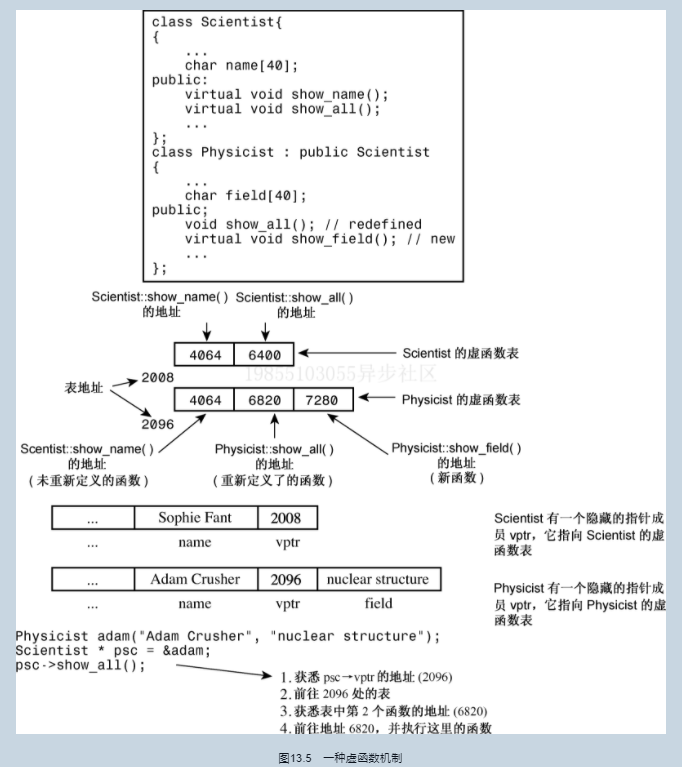 class Scientist{
{
...
char name[40];
public:
virtual void show_name();
virtual void show_all();
...
};
class Physicist : public Scientist
{
...
char field[40];
public;
void show_all(); // redefined
virtual void show_field(); // new
...
};
Scientist::show_name( ) Scientist::show_all( )
的地址 的地址
4064 6400 Scientist 的虚函数表
19855103055异步社区
表地址 2008
4064 6820 7280 Physicist 的虚函数表
2096
Scentist::show_name( ) Physicist::show_all( ) Physicist::show_field( )
的地址 的地址 的地址
( 未重新定义的函数 ) ( 重新定义了的函数 ) ( 新函数 )
... Sophie Fant 2008
... name vptr
Scientist 有一个隐藏的指针成
员 vptr，它指向 Scientist 的虚
函数表
... Adam Crusher 2096 nuclear structure
... name vptr field
Physicist 有一个隐藏的指针成
员 vptr，它指向 Physicist 的虚
函数表
Physicist adam("Adam Crusher", "nuclear structure");
Scientist * psc = &adam;
psc->show_all();
1. 获悉 psc→vptr 的地址 (2096)
2. 前往 2096 处的表
3. 获悉表中第 2 个函数的地址 (6820)
4. 前往地址 6820，并执行这里的函数
图13.5 一种虚函数机制